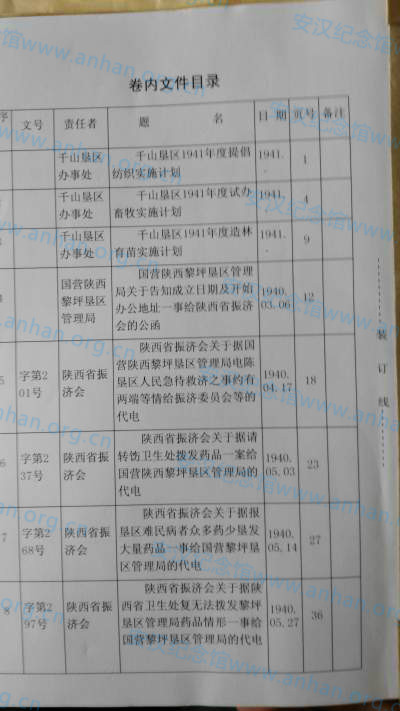 卷内文件目录
序 文号 责任者 题 名 日 期 页号 备注
千山垦区办事处 千山垦区1941年度提倡纺织实施计划 1941. . 1
千山垦区办事处 千山垦区1941年度试办畜牧实施计划 1941. . 4
千山垦区办事处 千山垦区1941年度造林育苗实施计划 1941. . 9
4 国营陕西黎坪垦区管理局 国营陕西黎坪垦区管理局关于告知成立日期及开始办公地址一事给陕西省振济会的公函 1940.03.06 12
5 字第201号 陕西省振济会 陕西省振济会关于据国营陕西黎坪垦区管理局电陈垦区人民急待救济之事约有两端等情给振济委员会等的代电 1940.04.17 18
6 字第237号 陕西省振济会 陕西省振济会关于据请转饬卫生处拨发药品一案给国营陕西黎坪垦区管理局的代电 1940.05.03 23
7 字第268号 陕西省振济会 陕西省振济会关于据报垦区难民病者众多药少恳发大量药品一事给国营黎坪垦区管理局的代电 1940.05.14 27
8 字第297号 陕西省振济会 陕西省振济会关于据陕西省卫生处复无法拨发黎坪垦区管理局药品情形一事给国营黎坪垦区管理局的代电 1940.05.27 36
装订线
安汉纪念馆www.anhan.org.cn